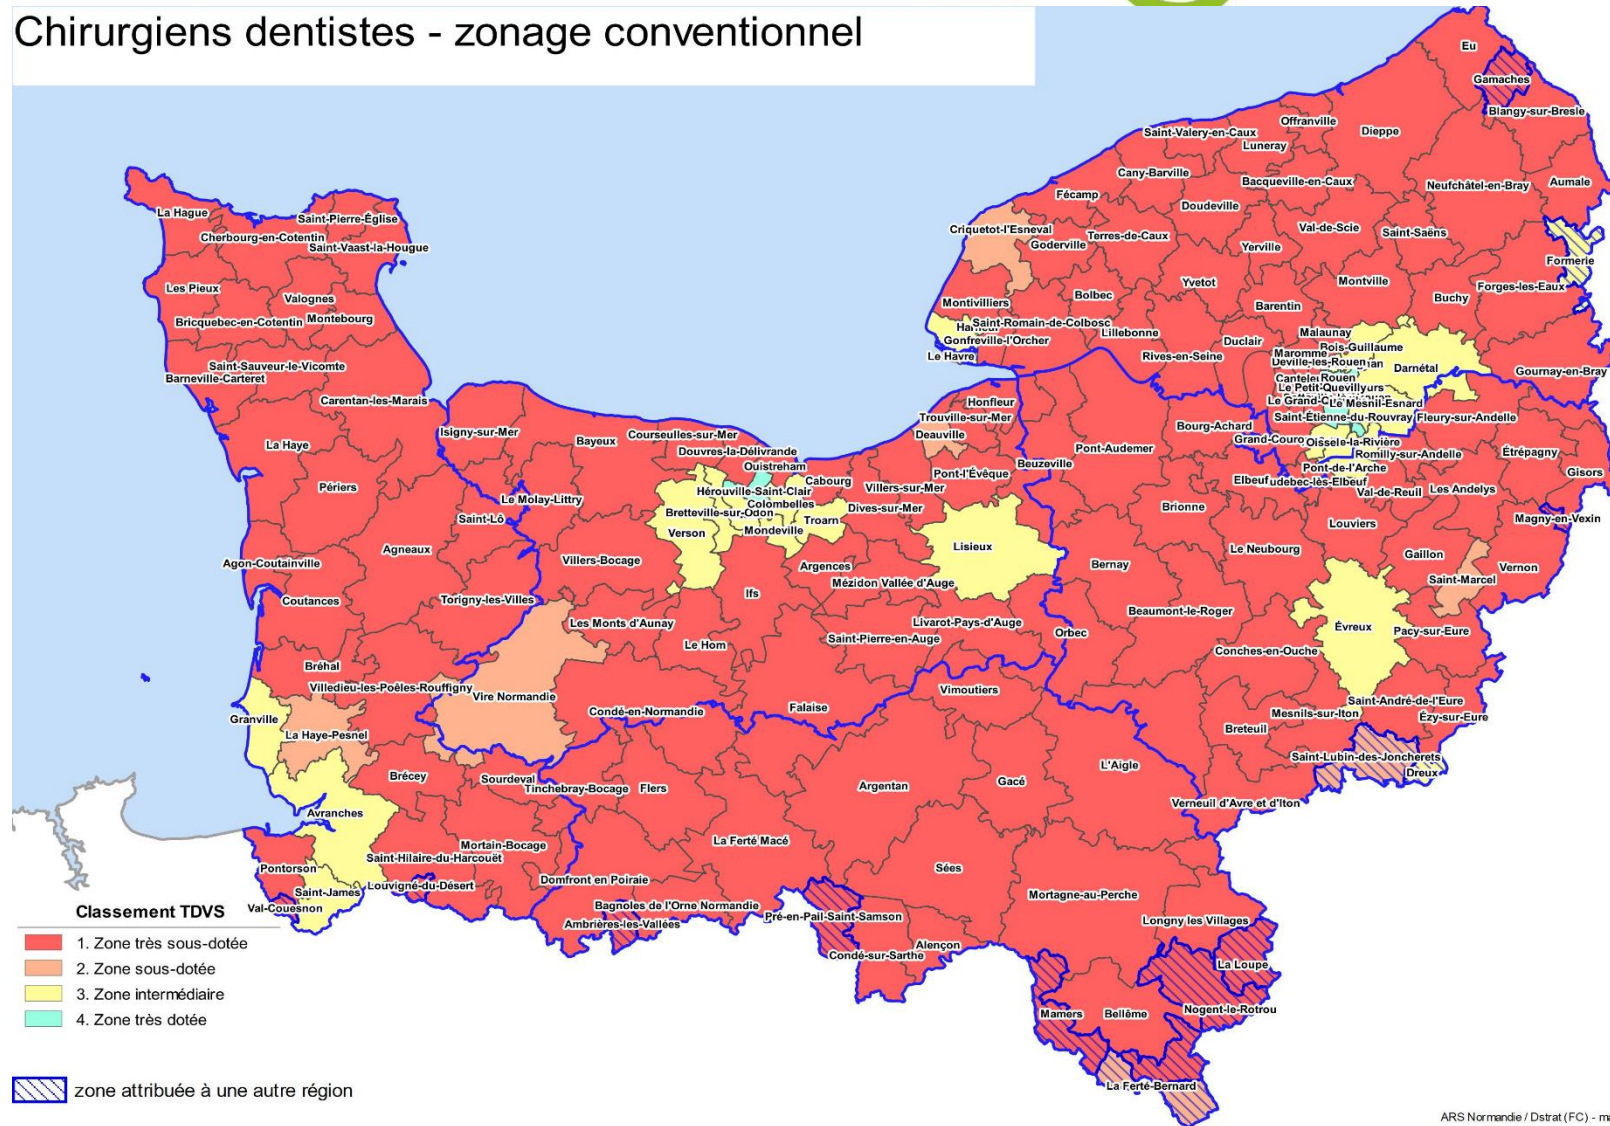 Chirurgiens dentistes - zonage conventionnel
Eu
Gamaches
Blangy-sur-Bresle
Offranville
Dieppe
Saint-Valery-en-Caux
Luneray
Cany-Barville
Bacqueville-en-Caux
Neufchâtel-en-Bray
Aumale
Fécamp
Doudeville
La Hague
Saint-Pierre-Église
Cherbourg-en-Cotentin
Saint-Vaast-la-Hougue
Criquetot-l'Esneval
Goderville
Terres-de-Caux
Val-de-Scie
Saint-Saëns
Yerville
Formerie
Les Pieux
Valognes
Yvetot
Montville
Forges-les-Eaux
Bolbec
Buchy
Montivilliers
Barentin
Bricquebec-en-Cotentin
Montebourg
Saint-Romain-de-Colbosc
Lillebonne
Malaunay
Gonfreville-l'Orcher
Duclair
Bois-Guillaume
Le Havre
Rives-en-Seine
Maromme
Deville-les-Rouen
Darnétal
Saint-Sauveur-le-Vicomte
Barneville-Carteret
Rouen
Gournay-en-Bray
Le Petit-Quevilly
Carentan-les-Marais
Honfleur
Le Mesnil-Esnard
Trouville-sur-Mer
Saint-Étienne-du-Rouvray
Fleury-sur-Andelle
Isigny-sur-Mer
Bayeux
Courseulles-sur-Mer
Deauville
Bourg-Achard
La Haye
Douvres-la-Délivrande
Pont-Audemer
Grand-Couro
Oissel
la-Rivière
Étrépagny
Ouistreham
Beuzeville
Romilly-sur-Andelle
Pont-l'Évêque
Pont-de-l'Arche
Gisors
Périers
Cabourg
Villers-sur-Mer
Elbeuf
udebec-lès-Elbeuf
Hérouville-Saint-Clair
Val-de-Reuil
Les Andelys
Le Molay-Littry
Colombelles
Dives-sur-Mer
Brionne
Bretteville-sur-Odon
Saint-Lô
Troarn
Magny-en-Vexin
Verson
Mondeville
Louviers
Agneaux
Lisieux
Le Neubourg
Gaillon
Villers-Bocage
Agon-Coutainville
Argences
Bernay
Vernon
Mézidon Vallée d'Auge
Saint-Marcel
Ifs
Coutances
Torigny-les-Villes
Beaumont-le-Roger
Les Monts d'Aunay
Livarot-Pays-d'Auge
Évreux
Orbec
Pacy-sur-Eure
Saint-Pierre-en-Auge
Le Hom
Conches-en-Ouche
Bréhal
Villedieu-les-Poêles-Rouffigny
Vimoutiers
Vire Normandie
Saint-André-de-l'Eure
Falaise
Condé-en-Normandie
Mesnils-sur-Iton
Ézy-sur-Eure
Granville
Breteuil
La Haye-Pesnel
Saint-Lubin-des-Joncherets
L'Aigle
Dreux
Brécey
Sourdeval
Gacé
Tinchebray-Bocage
Flers
Argentan
Verneuil d'Avre et d'Iton
Avranches
La Ferté Macé
Mortain-Bocage
Saint-Hilaire-du-Harcouët
Pontorson
Sées
Domfront en Poiraie
Louvigné-du-Désert
Saint-James
Mortagne-au-Perche
Val-Couesnon
Bagnoles de l'Orne Normandie
Pré-en-Pail-Saint-Samson
Longny les Villages
Ambrières-les-Vallées
Alençon
Condé-sur-Sarthe
La Loupe
Nogent-le-Rotrou
Mamers
Bellême
La Ferté-Bernard
Classement TDVS
1. Zone très sous-dotée
2. Zone sous-dotée
3. Zone intermédiaire
4. Zone très dotée
zone attribuée à une autre région
ARS Normandie / Dstrat (FC) - ma